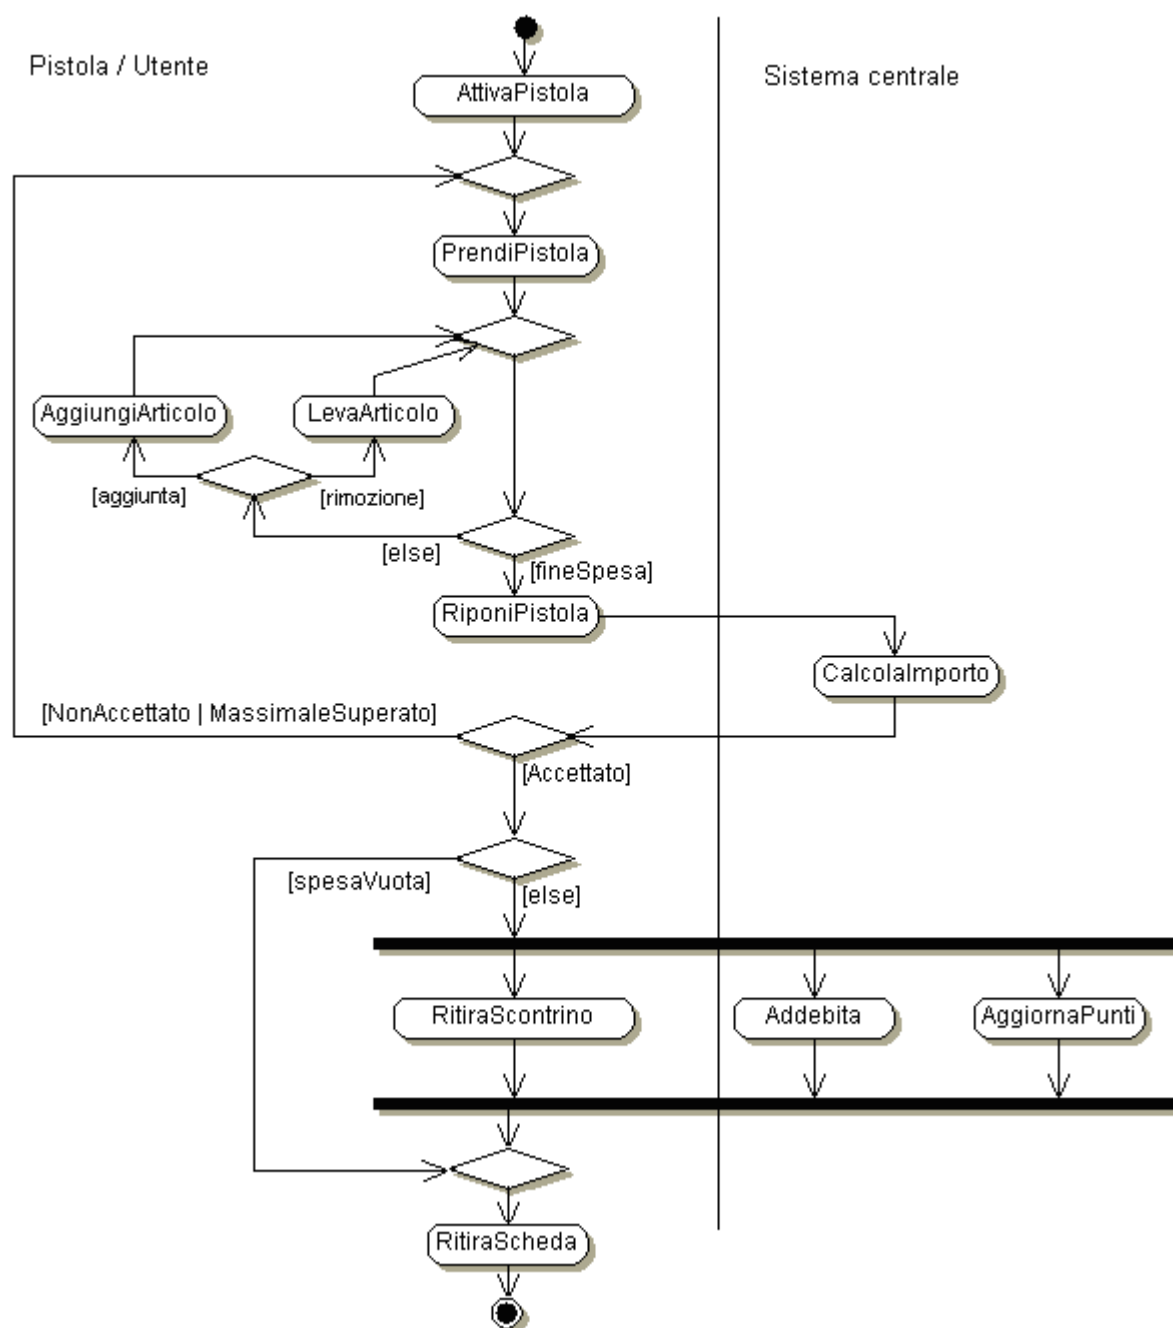 Pistola / Utente
Sistema centrale
AttivaPistola
PrendiPistola
AggiungiArticolo
LevaArticolo
[aggiunta]
[rimozione]
[else]
[fineSpesa]
RiponiPistola
CalcolaImporto
[NonAccettato | MassimaleSuperato]
[Accettato]
[spesaVuota]
[else]
RitiraScontrino
Addebita
AggiornaPunti
RitiraScheda